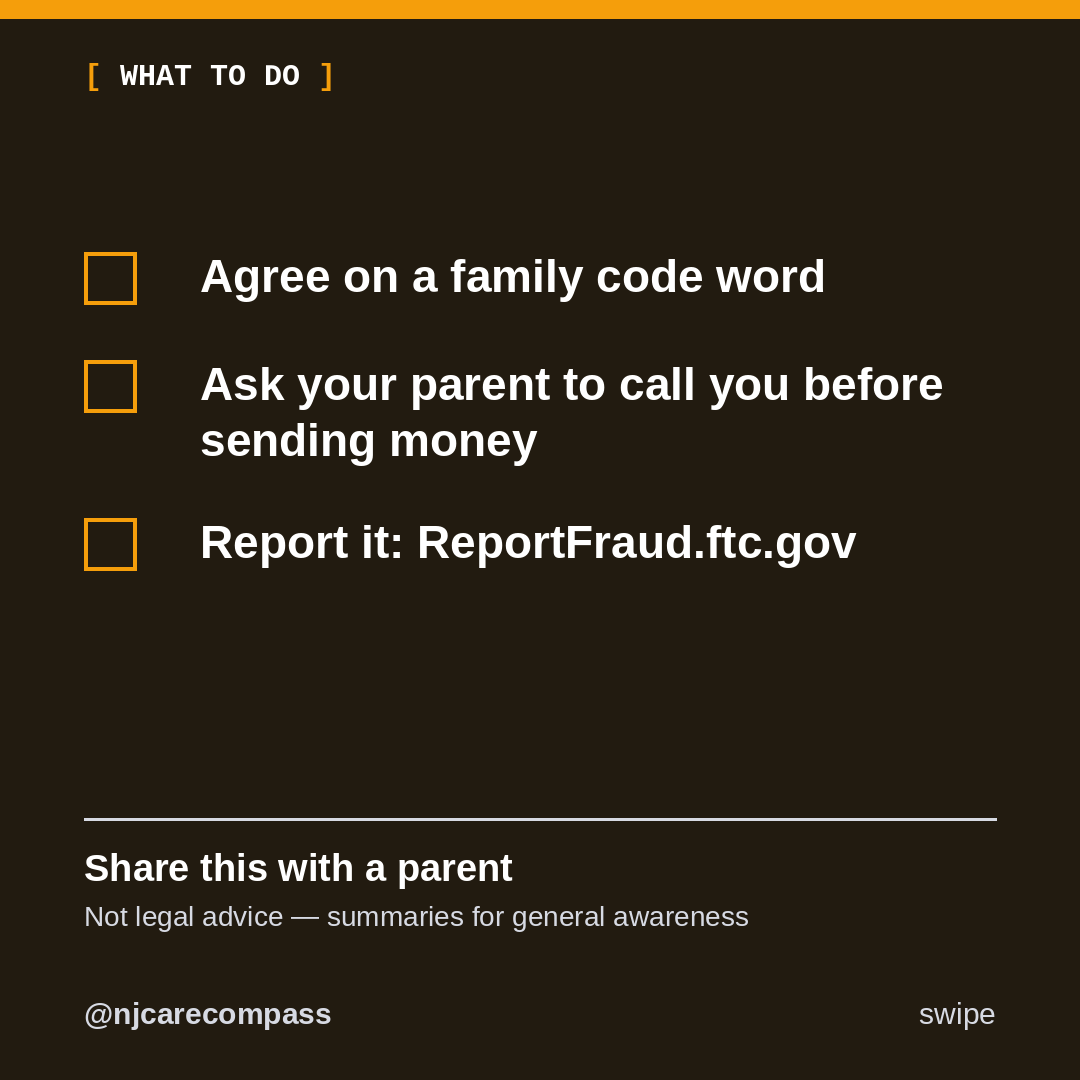 [ WHAT TO DO ]
Agree on a family code word
Ask your parent to call you before
sending money
Report it: ReportFraud.ftc.gov
Share this with a parent
Not legal advice — summaries for general awareness
@njcarecompass
swipe